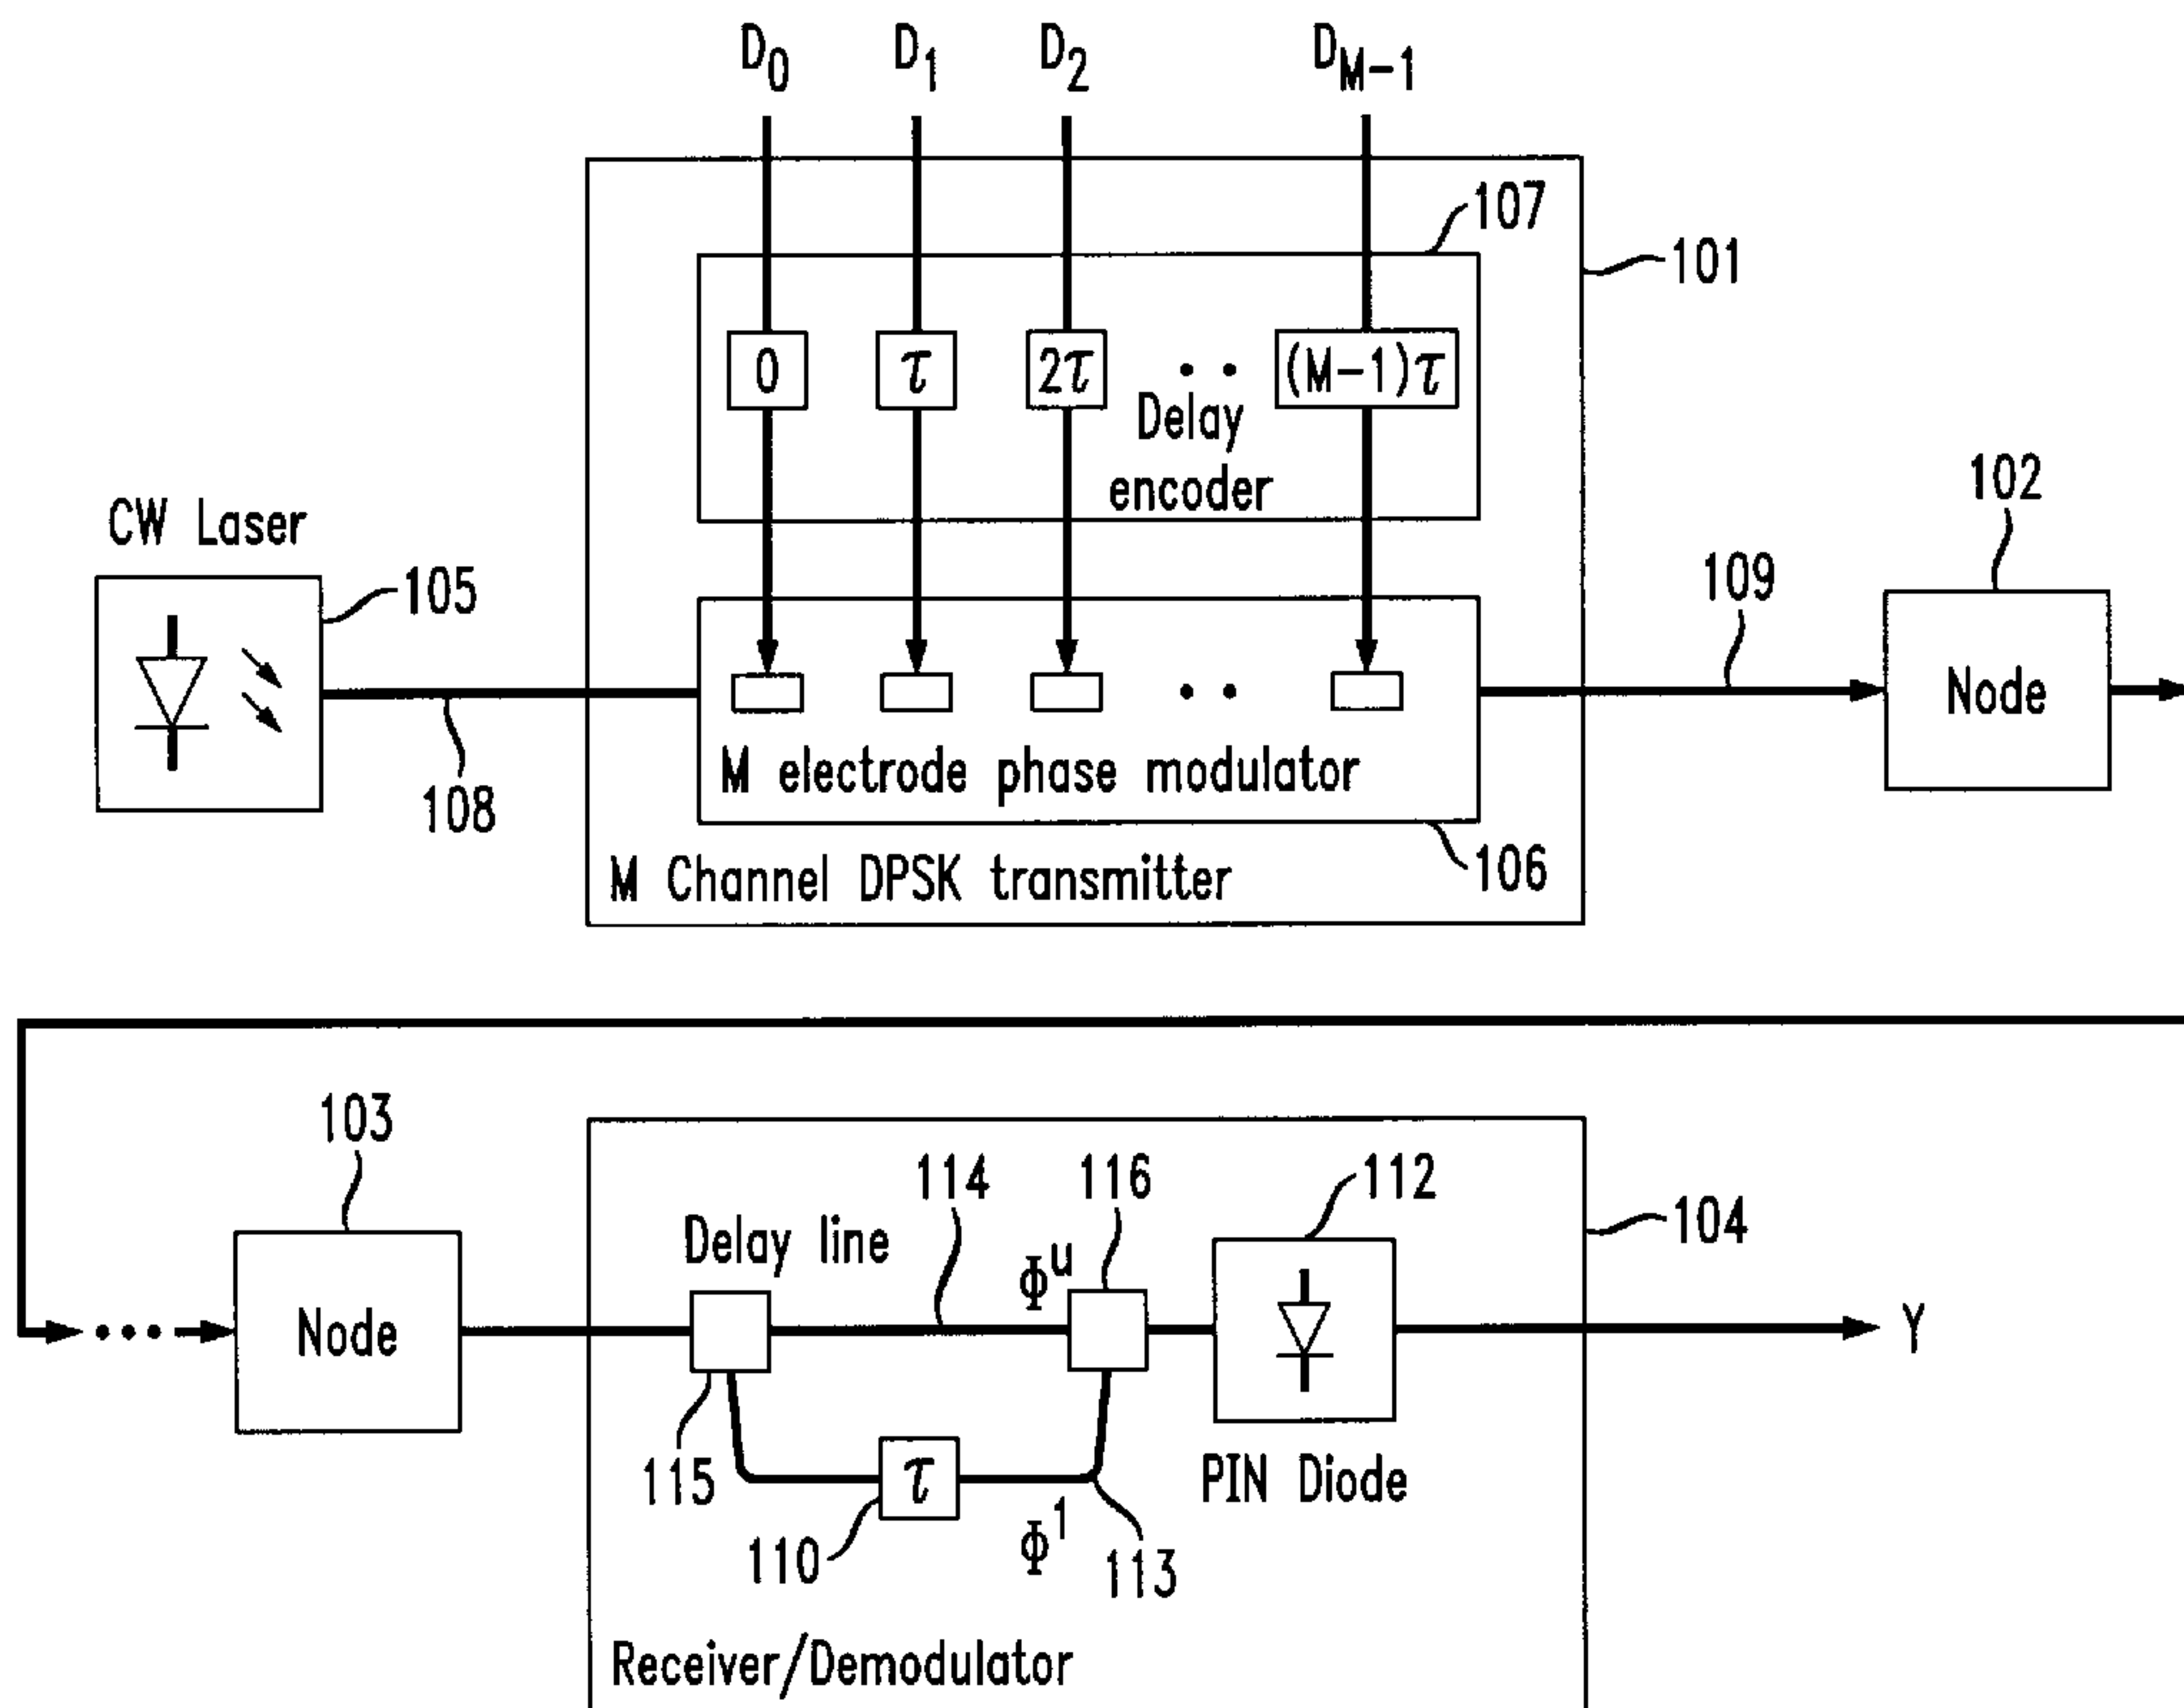 D0 D1 D2 DM-1
107
101
0 τ 2τ •• (M-1)τ
Delay
encoder
102
CW Laser
105
109
Node
••
M electrode phase modulator
108
106
M Channel DPSK transmitter
103
114
116
112
104
Delay line
Φu
Node
•••
Y
115
τ
PIN Diode
110
Φ1
113
Receiver/Demodulator